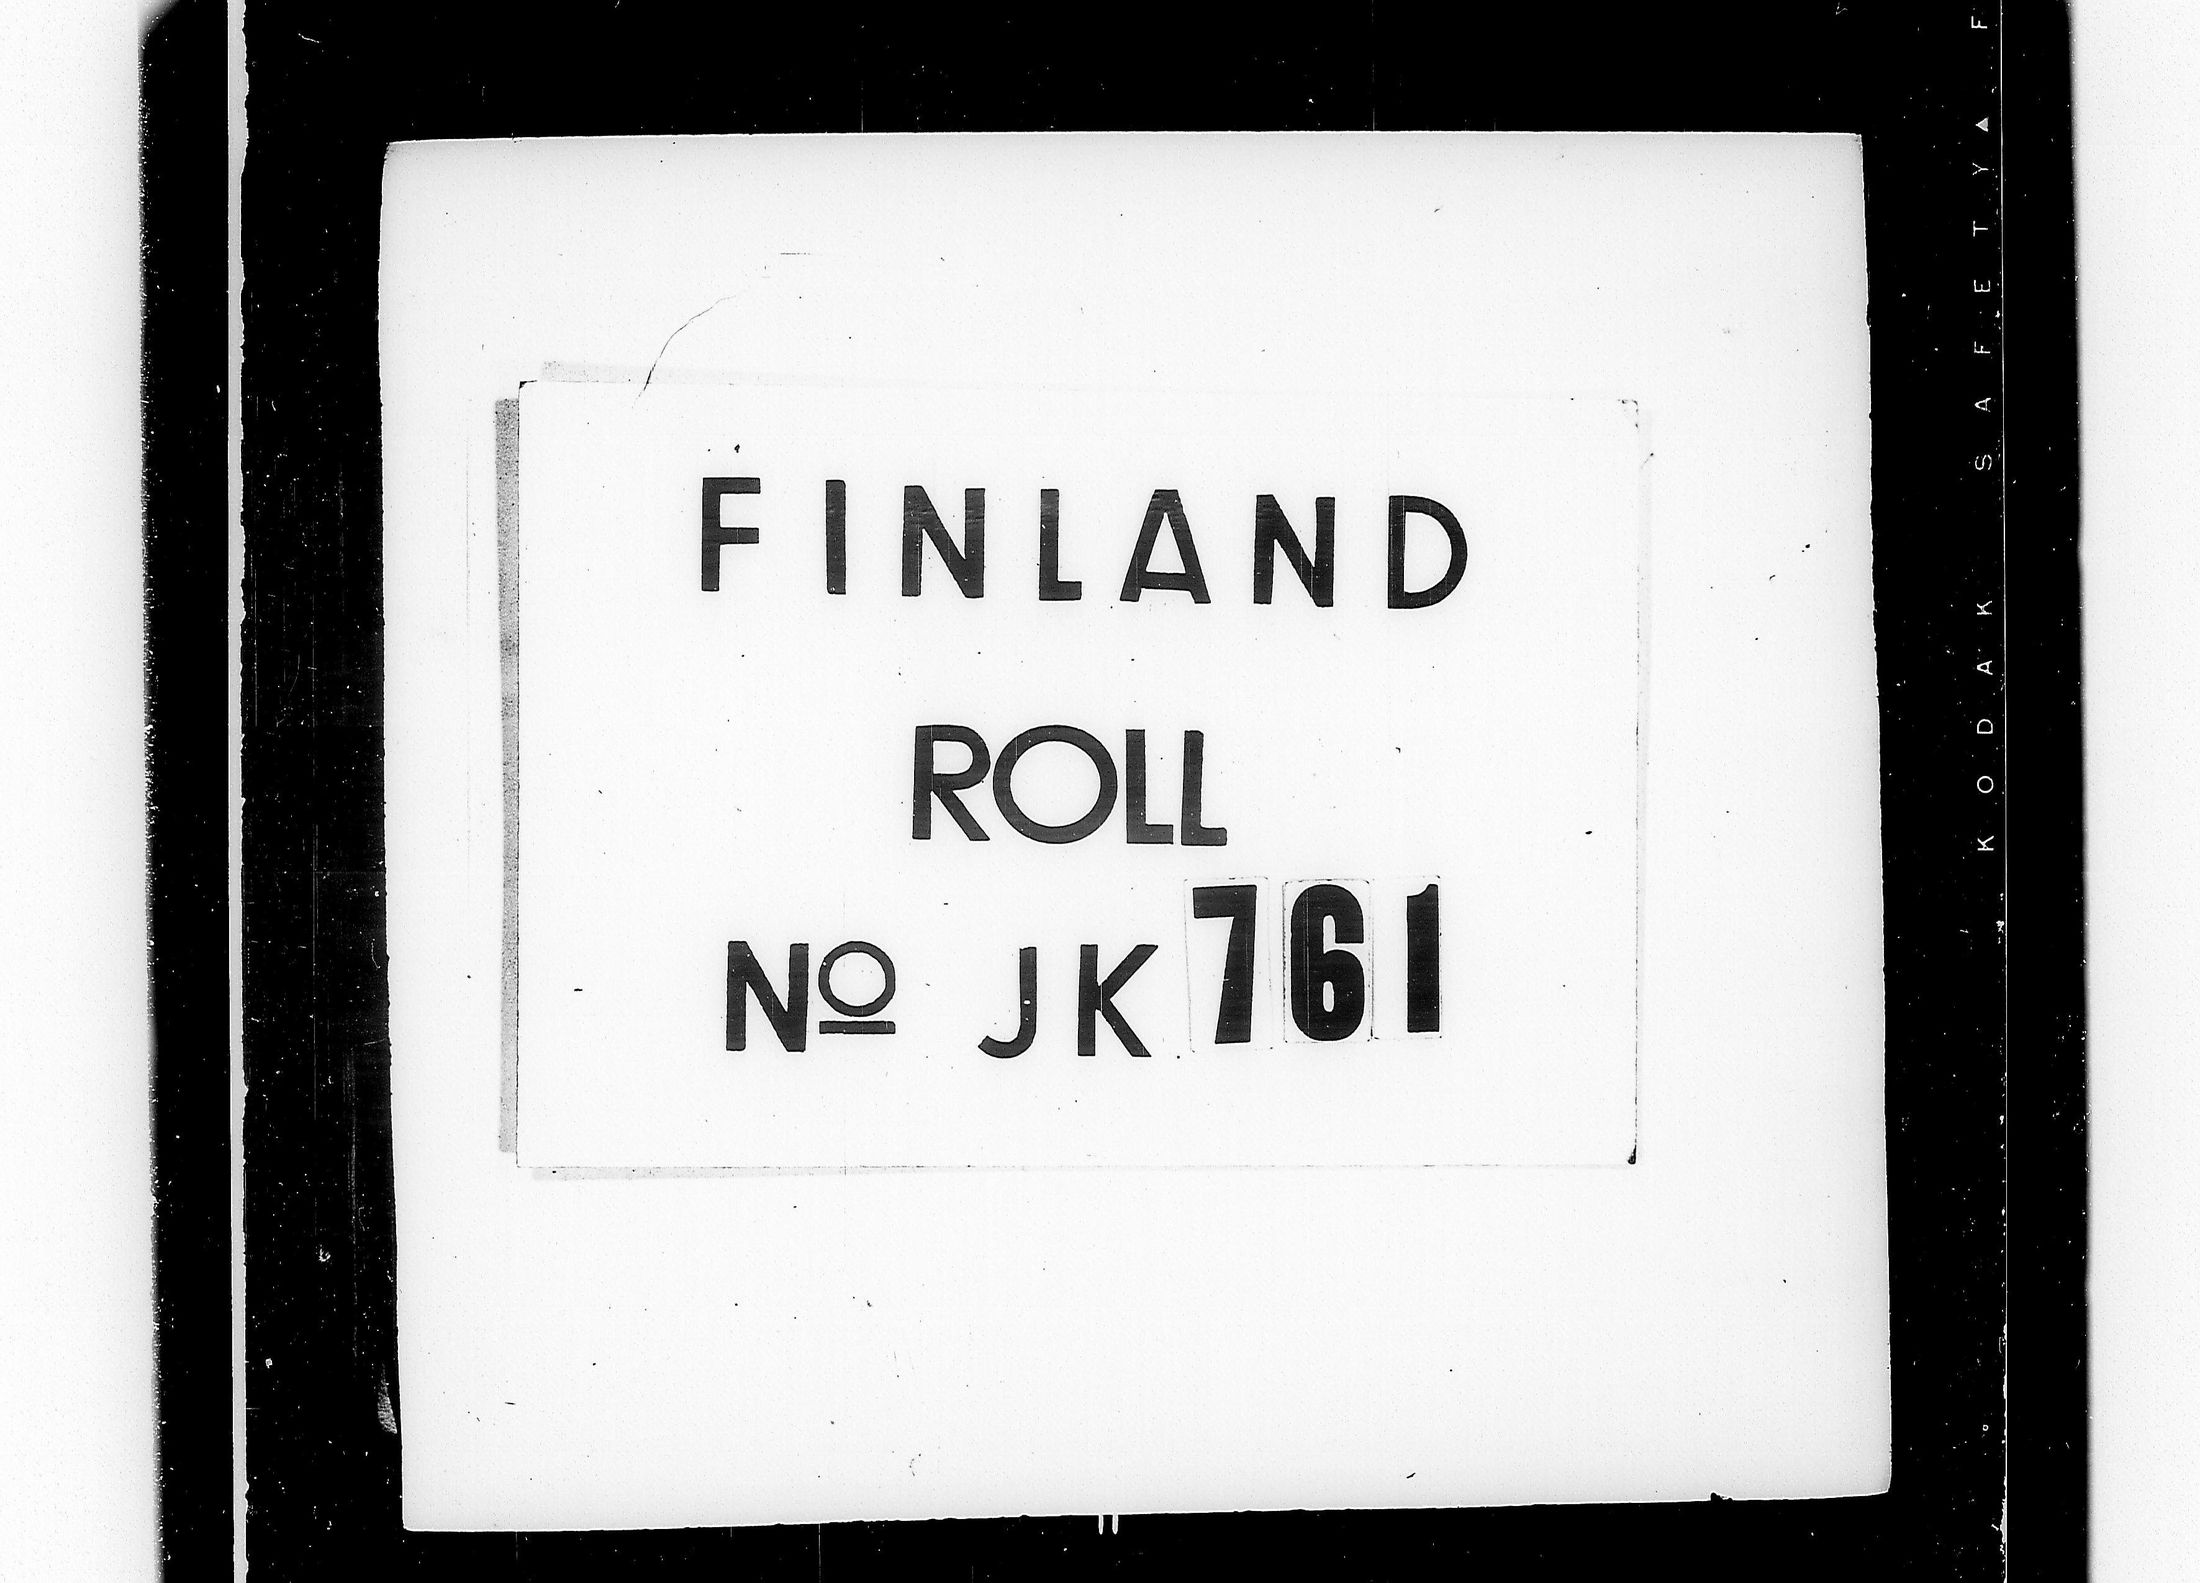 FINLAND
ROLL
Nº JK 761
KODAK SAFETY ▲ F